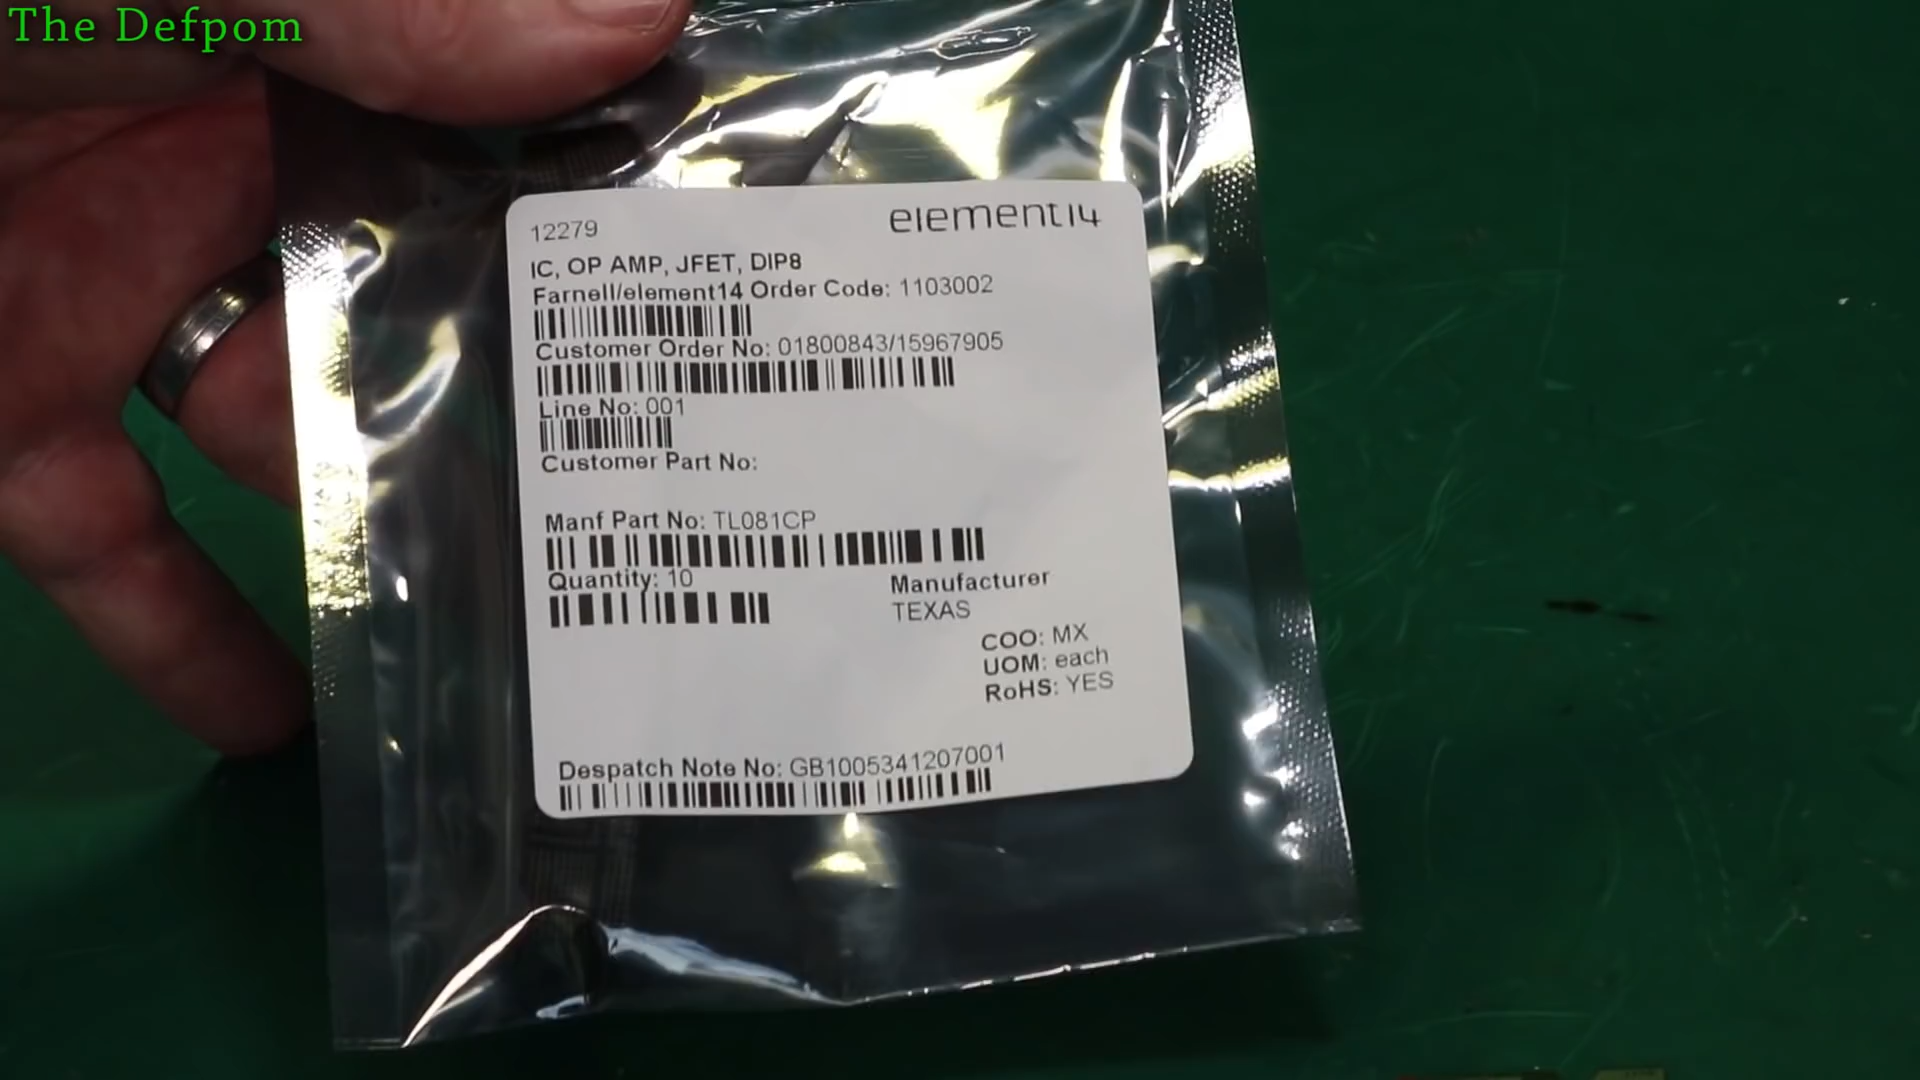 The Defpom
12279
element14
IC, OP AMP, JFET, DIP8
Farnell/element14 Order Code: 1103002
Customer Order No: 01800843/15967905
Line No: 001
Customer Part No:
Manf Part No: TL081CP
Quantity: 10
Manufacturer
TEXAS
COO: MX
UOM: each
RoHS: YES
Despatch Note No: GB1005341207001